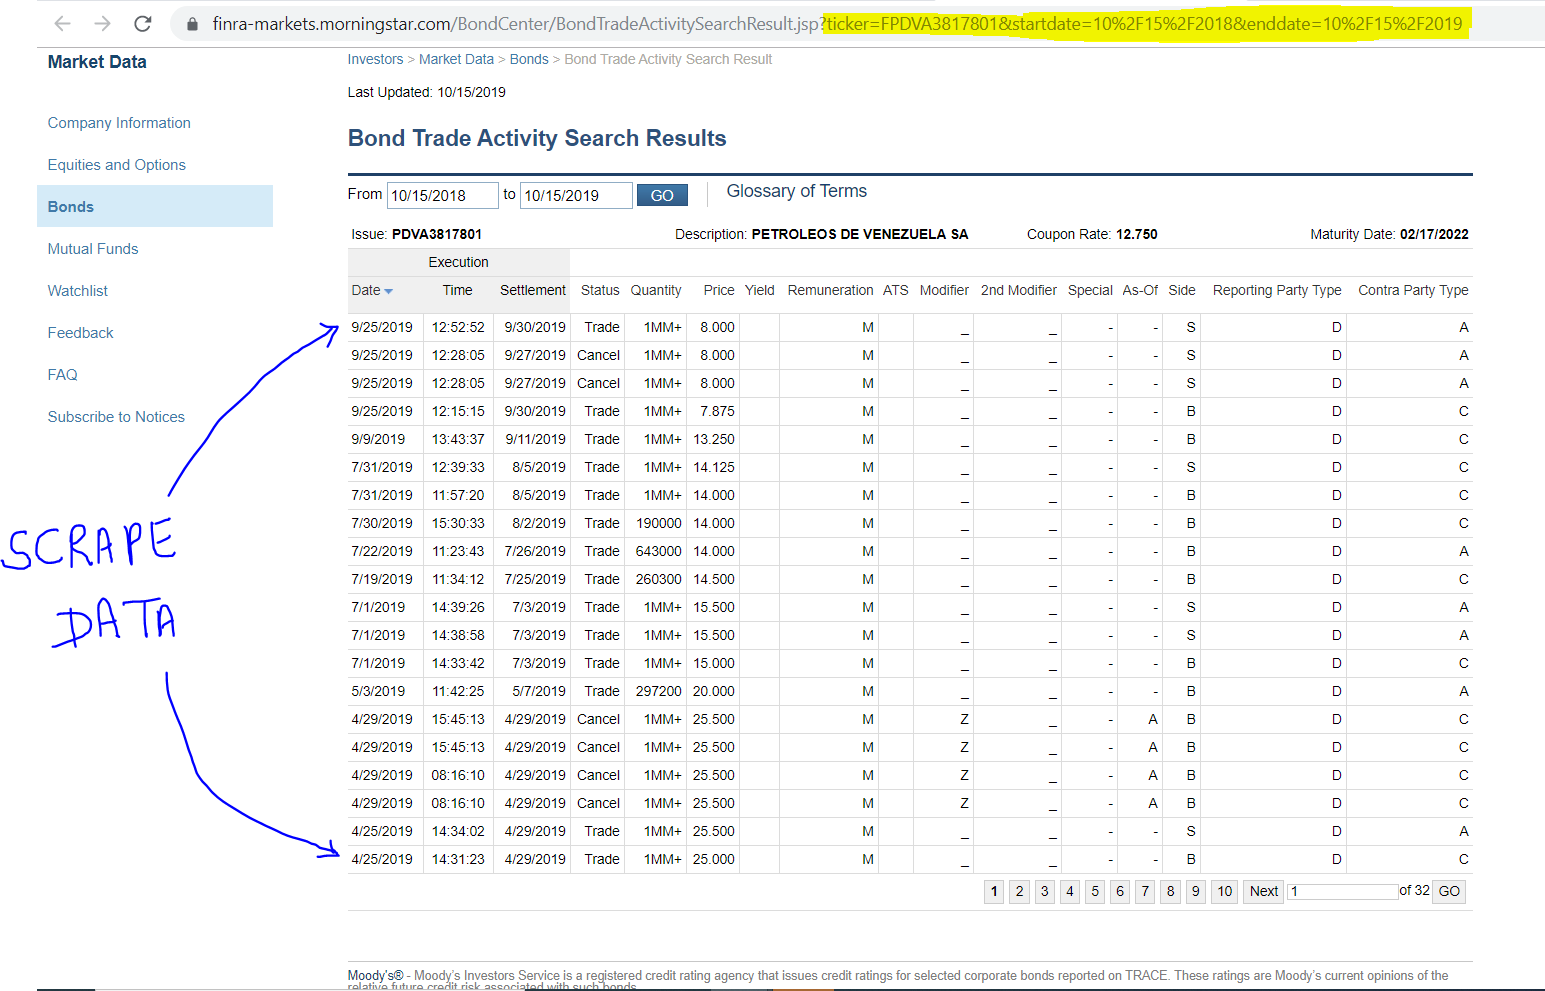 finra-markets.morningstar.com/BondCenter/BondTradeActivitySearchResult.jsp?ticker=FPDVA3817801&startdate=10%2F15%2F2018&enddate=10%2F15%2F2019
Market Data
Company Information
Equities and Options
Bonds
Mutual Funds
Watchlist
Feedback
FAQ
Subscribe to Notices
SCRAPE
DATA
Investors > Market Data > Bonds > Bond Trade Activity Search Result
Last Updated: 10/15/2019
Bond Trade Activity Search Results
From 10/15/2018 to 10/15/2019 GO Glossary of Terms
Issue: PDVA3817801 Description: PETROLEOS DE VENEZUELA SA Coupon Rate: 12.750 Maturity Date: 02/17/2022
Execution
Date Time Settlement Status Quantity Price Yield Remuneration ATS Modifier 2nd Modifier Special As-Of Side Reporting Party Type Contra Party Type
9/25/2019 12:52:52 9/30/2019 Trade 1MM+ 8.000 M _ _ - - S D A
9/25/2019 12:28:05 9/27/2019 Cancel 1MM+ 8.000 M _ _ - - S D A
9/25/2019 12:28:05 9/27/2019 Cancel 1MM+ 8.000 M _ _ - - S D A
9/25/2019 12:15:15 9/30/2019 Trade 1MM+ 7.875 M _ _ - - B D C
9/9/2019 13:43:37 9/11/2019 Trade 1MM+ 13.250 M _ _ - - B D C
7/31/2019 12:39:33 8/5/2019 Trade 1MM+ 14.125 M _ _ - - S D C
7/31/2019 11:57:20 8/5/2019 Trade 1MM+ 14.000 M _ _ - - B D C
7/30/2019 15:30:33 8/2/2019 Trade 190000 14.000 M _ _ - - B D C
7/22/2019 11:23:43 7/26/2019 Trade 643000 14.000 M _ _ - - B D A
7/19/2019 11:34:12 7/25/2019 Trade 260300 14.500 M _ _ - - B D C
7/1/2019 14:39:26 7/3/2019 Trade 1MM+ 15.500 M _ _ - - S D A
7/1/2019 14:38:58 7/3/2019 Trade 1MM+ 15.500 M _ _ - - S D A
7/1/2019 14:33:42 7/3/2019 Trade 1MM+ 15.000 M _ _ - - B D C
5/3/2019 11:42:25 5/7/2019 Trade 297200 20.000 M _ _ - - B D A
4/29/2019 15:45:13 4/29/2019 Cancel 1MM+ 25.500 M Z _ - A B D C
4/29/2019 15:45:13 4/29/2019 Cancel 1MM+ 25.500 M Z _ - A B D C
4/29/2019 08:16:10 4/29/2019 Cancel 1MM+ 25.500 M Z _ - A B D C
4/29/2019 08:16:10 4/29/2019 Cancel 1MM+ 25.500 M Z _ - A B D C
4/25/2019 14:34:02 4/29/2019 Trade 1MM+ 25.500 M _ _ - - S D A
4/25/2019 14:31:23 4/29/2019 Trade 1MM+ 25.000 M _ _ - - B D C
1 2 3 4 5 6 7 8 9 10 Next 1 of 32 GO
Moody's® - Moody's Investors Service is a registered credit rating agency that issues credit ratings for selected corporate bonds reported on TRACE. These ratings are Moody's current opinions of the
relative future credit risk associated with such bonds.